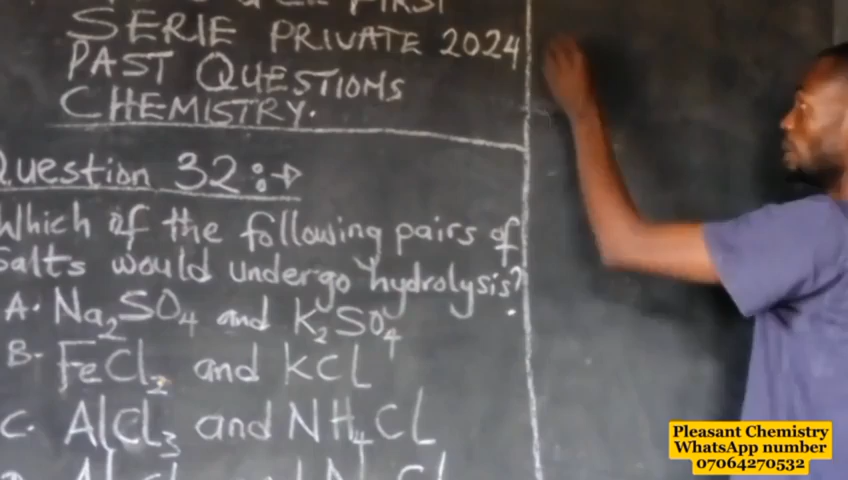 FIRST
SERIE PRIVATE 2024
PAST QUESTIONS
CHEMISTRY.
Question 32:
Which of the following pairs of
Salts would undergo hydrolysis?
A. Na₂SO₄ and K₂SO₄
B. FeCl₂ and KCl
C. AlCl₃ and NH₄Cl
Pleasant Chemistry
WhatsApp number
07064270532